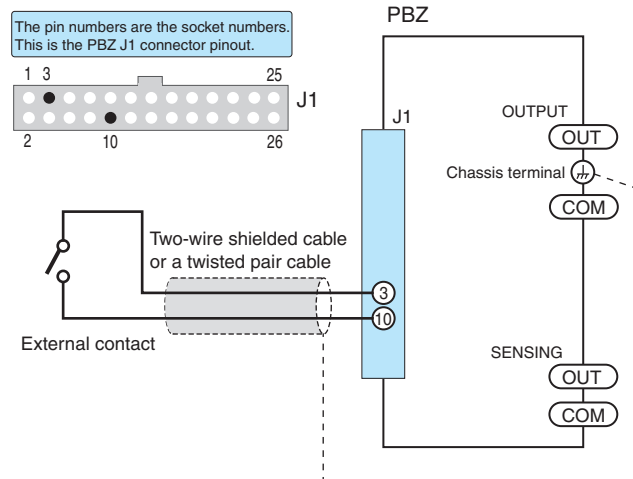 PBZ
The pin numbers are the socket numbers.
This is the PBZ J1 connector pinout.
1 3 25
J1
2 10 26
J1
OUTPUT
OUT
Chassis terminal
COM
Two-wire shielded cable
or a twisted pair cable
3
10
External contact
SENSING
OUT
COM